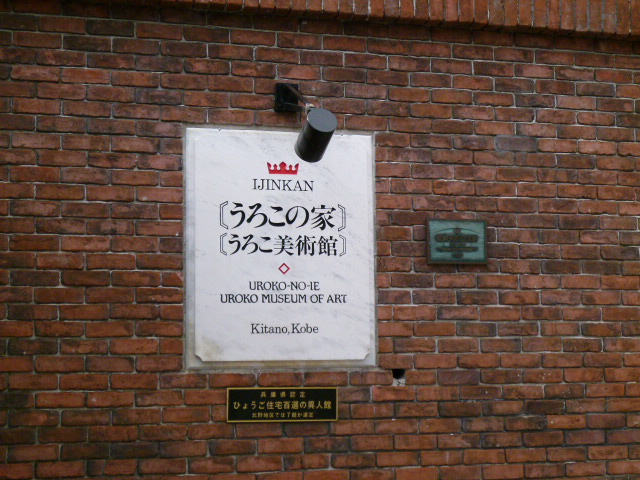 IJINKAN
〔うろこの家〕
〔うろこ美術館〕
UROKO-NO-IE
UROKO MUSEUM OF ART
Kitano, Kobe
兵庫県認定
ひょうご住宅百選の異人館